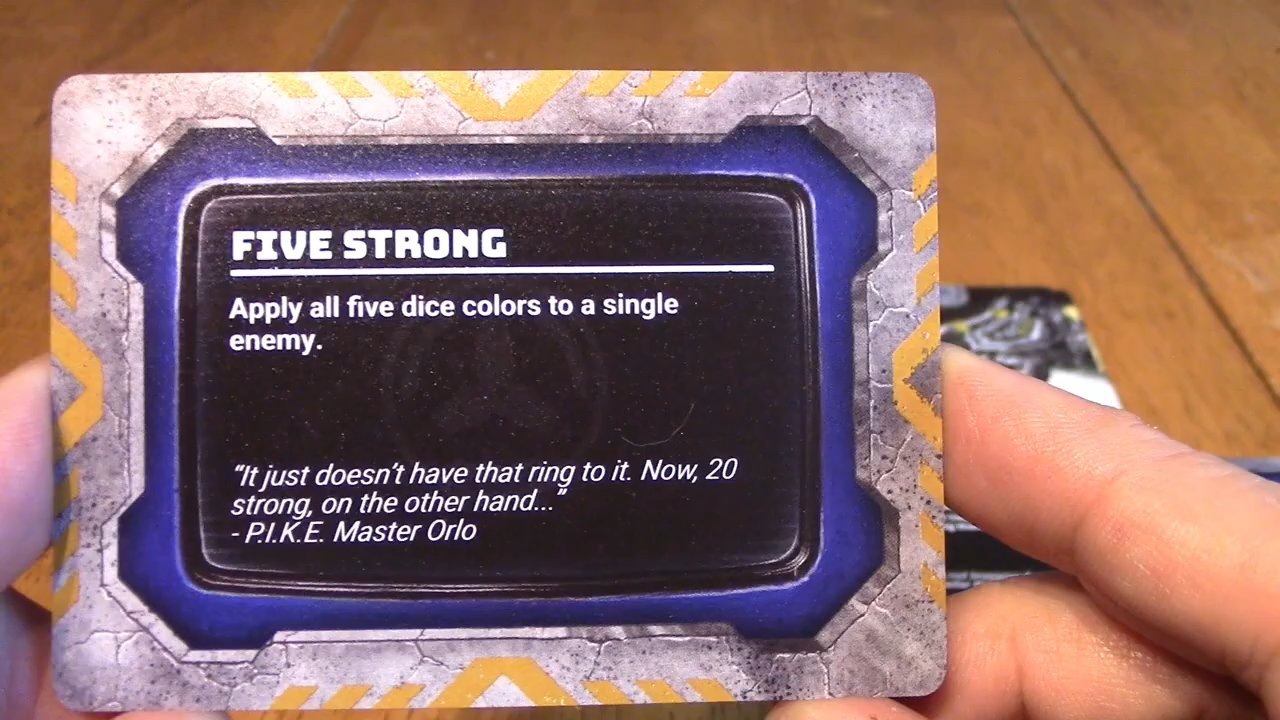 FIVE STRONG
Apply all five dice colors to a single
enemy.
"It just doesn't have that ring to it. Now, 20
strong, on the other hand..."
- P.I.K.E. Master Orlo